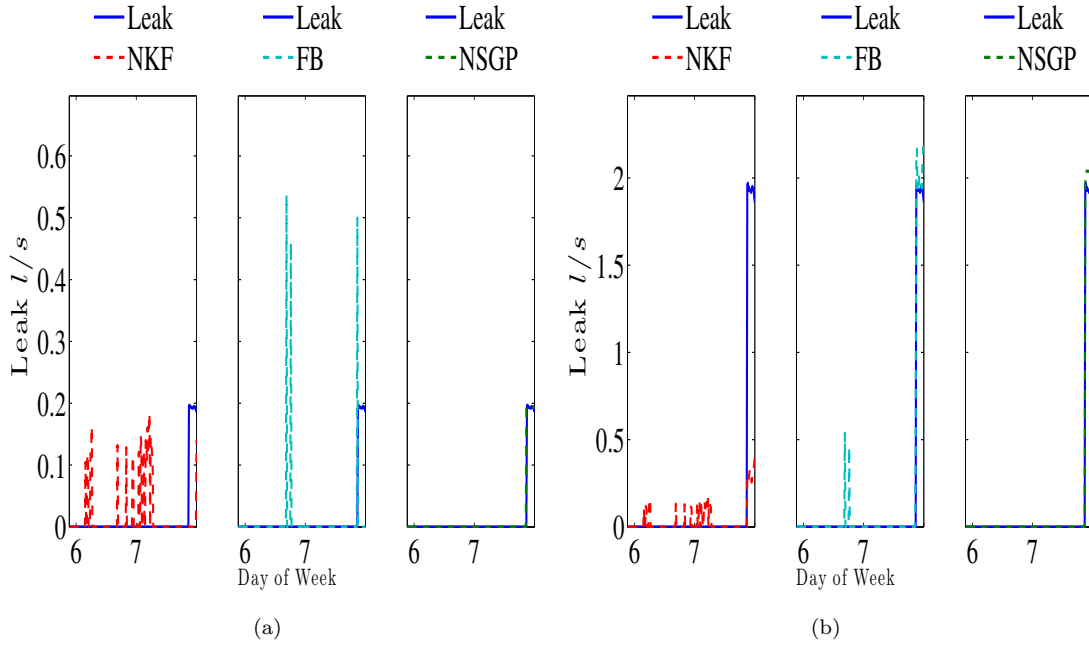 Leak Leak Leak Leak Leak Leak
NKF FB NSGP NKF FB NSGP
0.6
0.5
0.4
0.3
0.2
0.1
0
Leak l/s
6 7 6 7 6 7
Day of Week
(a)
2
1.5
1
0.5
0
Leak l/s
6 7 6 7 6 7
Day of Week
(b)